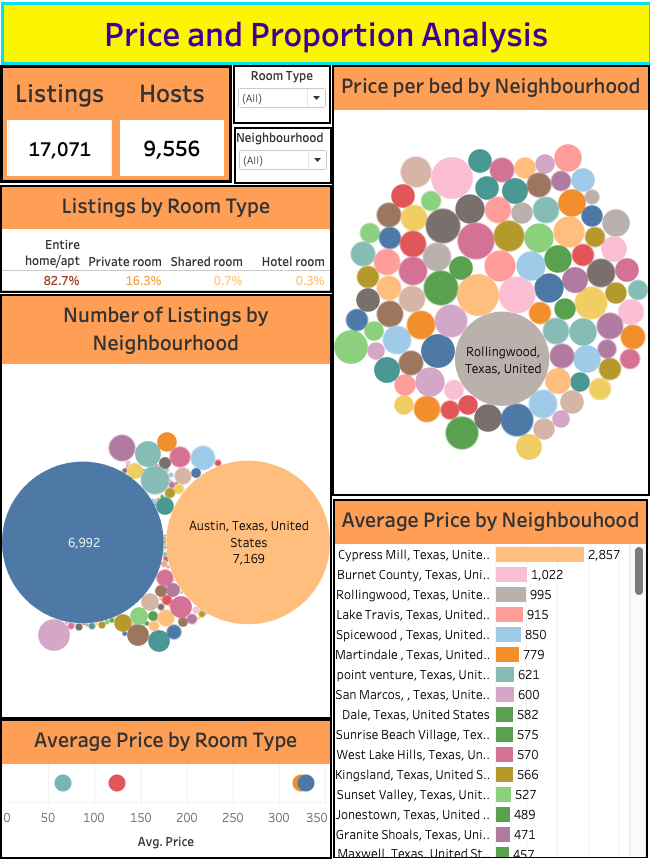 Price and Proportion Analysis
Listings
Hosts
17,071
9,556
Room Type
(All)
Neighbourhood
(All)
Listings by Room Type
Entire
home/apt
Private room
Shared room
Hotel room
82.7%
16.3%
0.7%
0.3%
Number of Listings by
Neighbourhood
6,992
Austin, Texas, United
States
7,169
Average Price by Room Type
0
50
100
150
200
250
300
350
Avg. Price
Price per bed by Neighbourhood
Rollingwood,
Texas, United
Average Price by Neighbouhood
Cypress Mill, Texas, Unite.. 2,857
Burnet County, Texas, Uni.. 1,022
Rollingwood, Texas, Unite.. 995
Lake Travis, Texas, United.. 915
Spicewood , Texas, United.. 850
Martindale , Texas, United.. 779
point venture, Texas, Unit.. 621
San Marcos, , Texas, Unite.. 600
Dale, Texas, United States 582
Sunrise Beach Village, Tex.. 575
West Lake Hills, Texas, Un.. 570
Kingsland, Texas, United S.. 566
Sunset Valley, Texas, Unit.. 527
Jonestown, Texas, United .. 489
Granite Shoals, Texas, Uni.. 471
Maxwell, Texas, United St.. 457